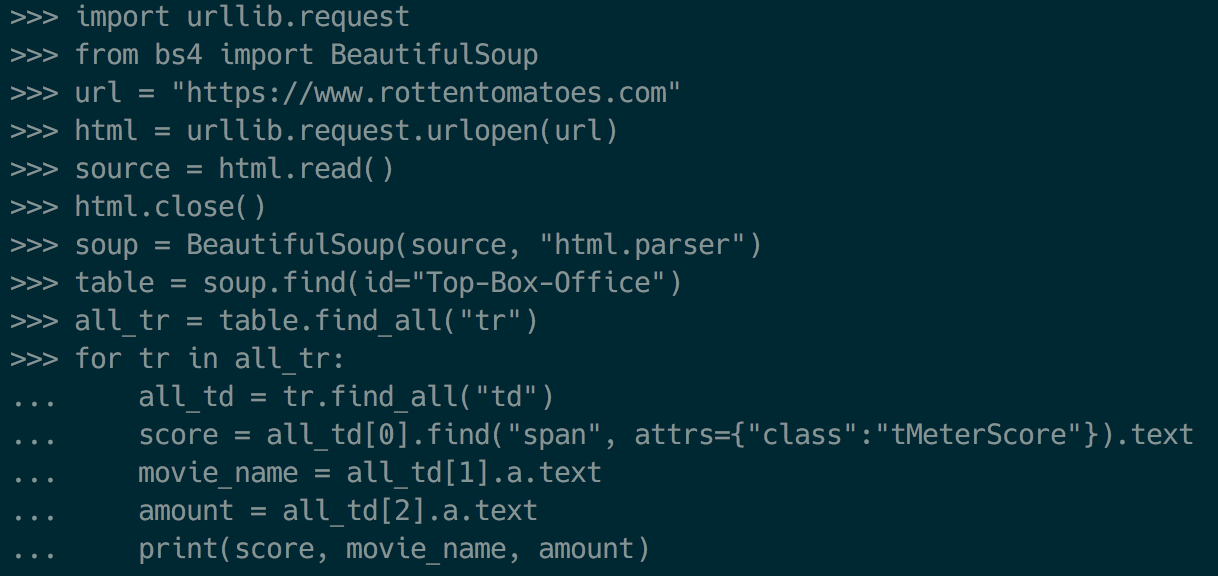 >>> import urllib.request
>>> from bs4 import BeautifulSoup
>>> url = "https://www.rottentomatoes.com"
>>> html = urllib.request.urlopen(url)
>>> source = html.read()
>>> html.close()
>>> soup = BeautifulSoup(source, "html.parser")
>>> table = soup.find(id="Top-Box-Office")
>>> all_tr = table.find_all("tr")
>>> for tr in all_tr:
...     all_td = tr.find_all("td")
...     score = all_td[0].find("span", attrs={"class":"tMeterScore"}).text
...     movie_name = all_td[1].a.text
...     amount = all_td[2].a.text
...     print(score, movie_name, amount)